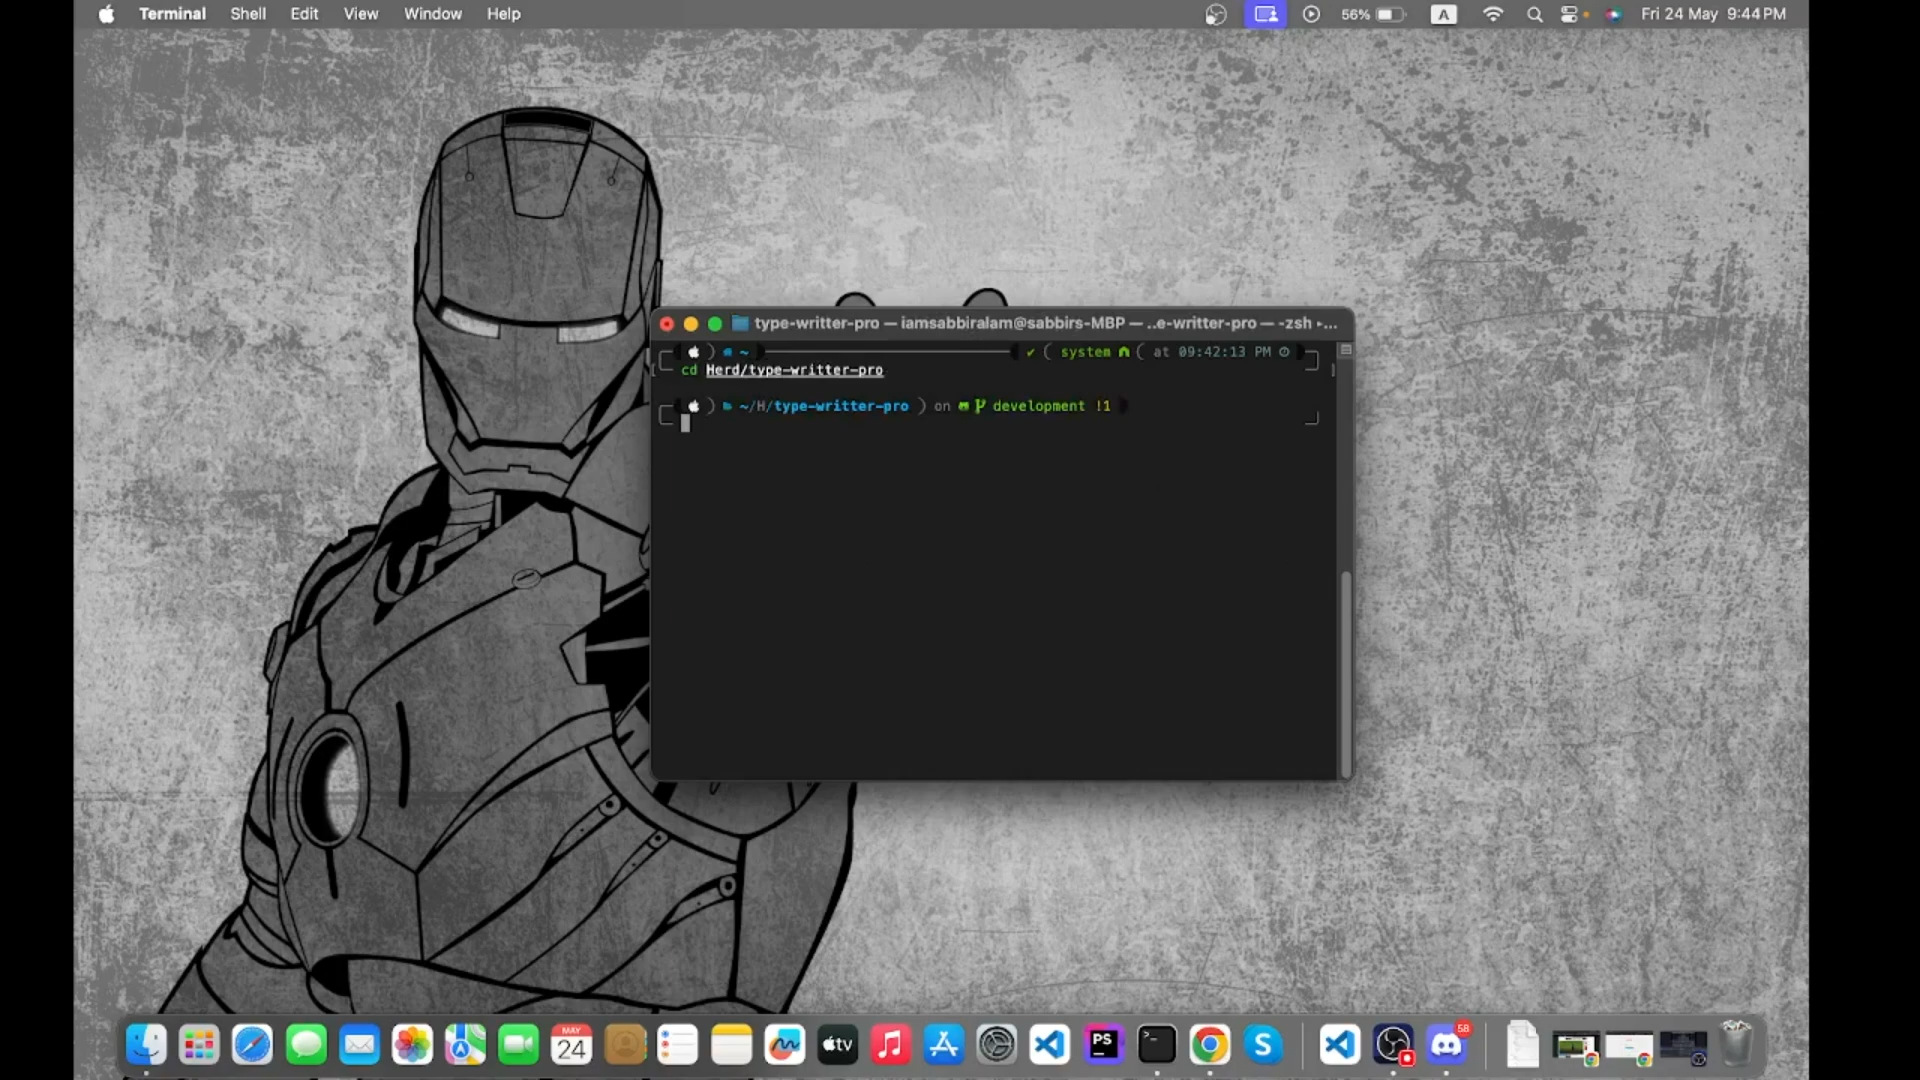 Terminal Shell Edit View Window Help 56% A Fri 24 May 9:44 PM
type-writter-pro — iamsabbiralam@sabbirs-MBP — ..e-writter-pro — -zsh ▸...
~ ✔ system at 09:42:13 PM
cd Herd/type-writter-pro
~/H/type-writter-pro on development !1
MAY
24
tv
PS
58